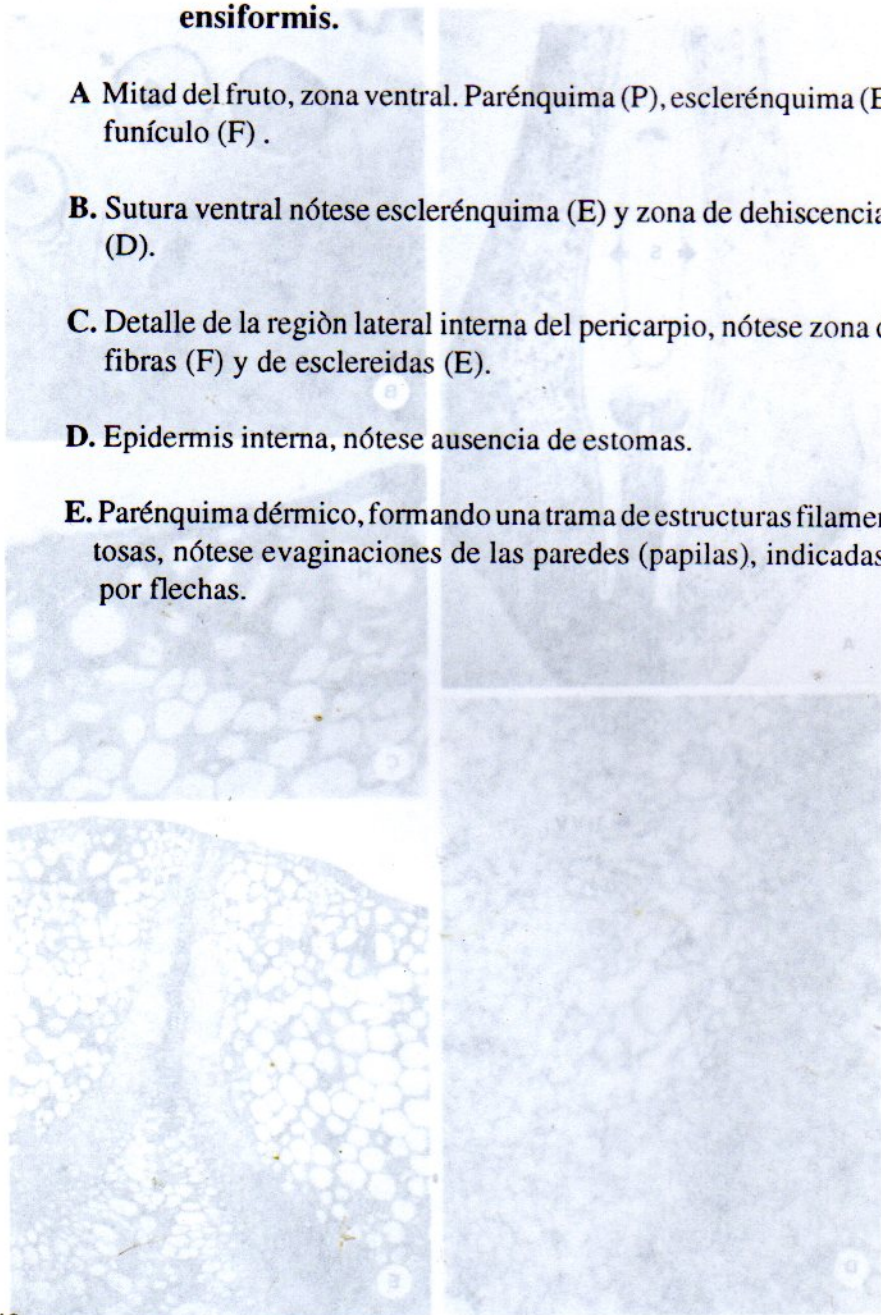 ensiformis.
A Mitad del fruto, zona ventral. Parénquima (P), esclerénquima (E
funículo (F) .
B. Sutura ventral nótese esclerénquima (E) y zona de dehiscencia
(D).
C. Detalle de la regiòn lateral interna del pericarpio, nótese zona
fibras (F) y de esclereidas (E).
D. Epidermis interna, nótese ausencia de estomas.
E. Parénquima dérmico, formando una trama de estructuras filamen
tosas, nótese evaginaciones de las paredes (papilas), indicadas
por flechas.